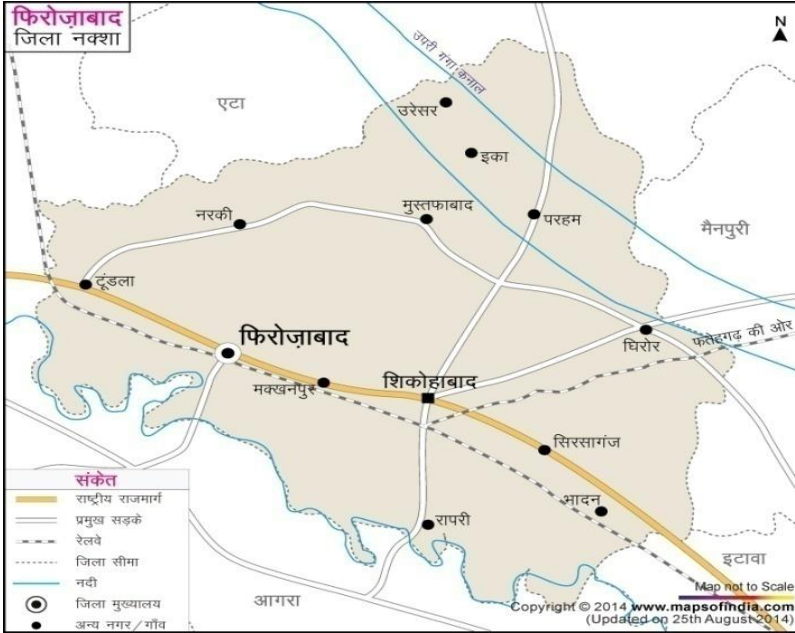 फिरोज़ाबाद
जिला नक्शा
N
उपरी गंगा कनाल
एटा
उरेसर
इका
नरकी
मुस्तफाबाद
परहम
मैनपुरी
टूंडला
फिरोज़ाबाद
घिरोर
फतेहगढ़ की ओर
मक्खनपुर
शिकोहाबाद
सिरसागंज
भादन
रापरी
इटावा
आगरा
संकेत
राष्ट्रीय राजमार्ग
प्रमुख सड़के
रेलवे
जिला सीमा
नदी
जिला मुख्यालय
अन्य नगर/गाँव
Map not to Scale
Copyright © 2014 www.mapsofindia.com
(Updated on 25th August 2014)